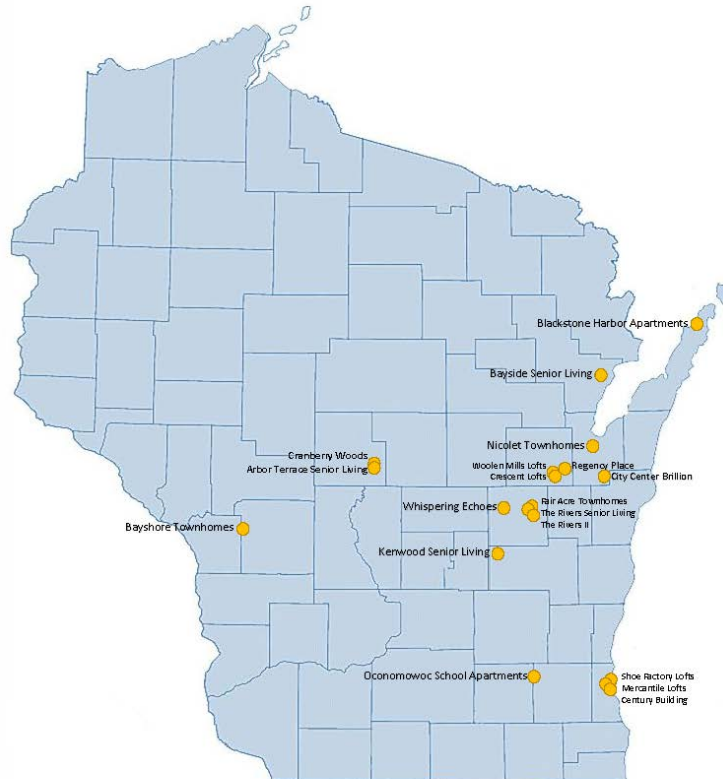 Blackstone Harbor Apartments
Bayside Senior Living
Nicolet Townhomes
Cranberry Woods
Arbor Terrace Senior Living
Woolen Mills Lofts
Regency Place
Crescent Lofts
City Center Brillion
Whispering Echoes
Fair Acre Townhomes
The Rivers Senior Living
The Rivers II
Bayshore Townhomes
Kenwood Senior Living
Oconomowoc School Apartments
Shoe Factory Lofts
Mercantile Lofts
Century Building